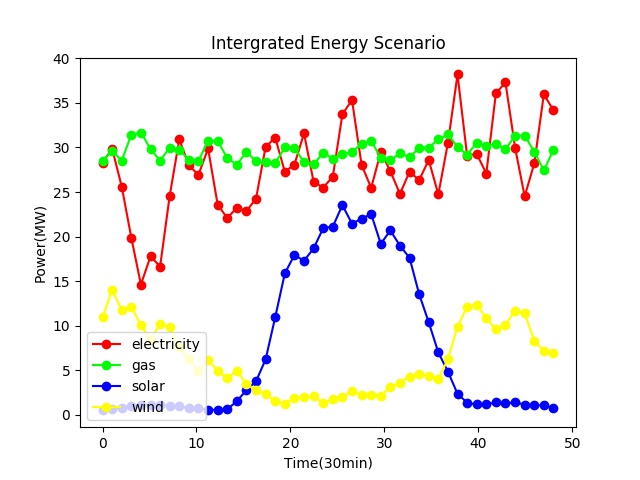 Intergrated Energy Scenario
Power(MW)
40
35
30
25
20
15
10
5
0
electricity
gas
solar
wind
0 10 20 30 40 50
Time(30min)